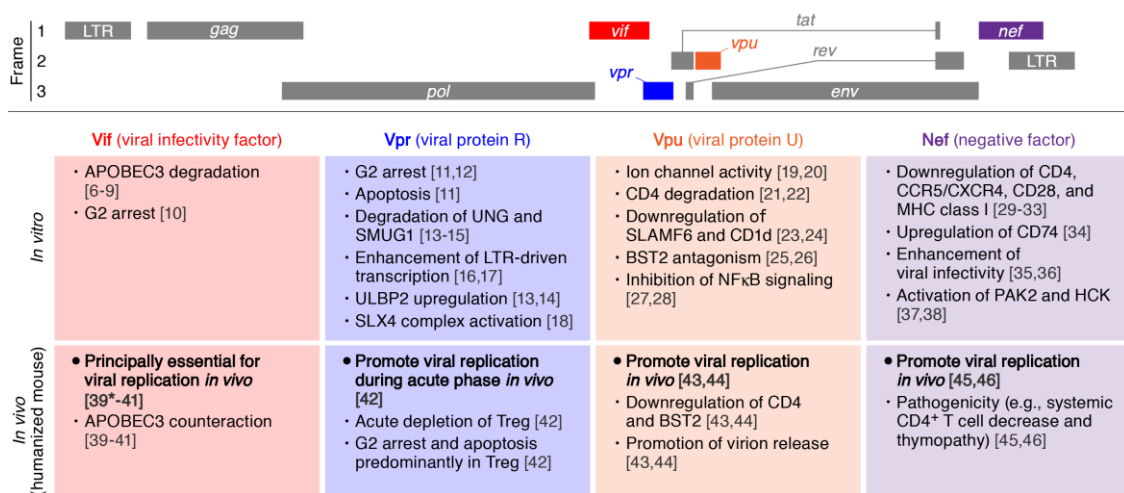 Frame
1
2
3
LTR
gag
vif
tat
nef
vpu
rev
LTR
vpr
pol
env
Vif (viral infectivity factor)
Vpr (viral protein R)
Vpu (viral protein U)
Nef (negative factor)
In vitro
· APOBEC3 degradation
[6-9]
· G2 arrest [10]
· G2 arrest [11,12]
· Apoptosis [11]
· Degradation of UNG and
SMUG1 [13-15]
· Enhancement of LTR-driven
transcription [16,17]
· ULBP2 upregulation [13,14]
· SLX4 complex activation [18]
· Ion channel activity [19,20]
· CD4 degradation [21,22]
· Downregulation of
SLAMF6 and CD1d [23,24]
· BST2 antagonism [25,26]
· Inhibition of NFκB signaling
[27,28]
· Downregulation of CD4,
CCR5/CXCR4, CD28, and
MHC class I [29-33]
· Upregulation of CD74 [34]
· Enhancement of
viral infectivity [35,36]
· Activation of PAK2 and HCK
[37,38]
In vivo
(humanized mouse)
● Principally essential for
viral replication in vivo
[39*-41]
· APOBEC3 counteraction
[39-41]
● Promote viral replication
during acute phase in vivo
[42]
· Acute depletion of Treg [42]
· G2 arrest and apoptosis
predominantly in Treg [42]
● Promote viral replication
in vivo [43,44]
· Downregulation of CD4
and BST2 [43,44]
· Promotion of virion release
[43,44]
● Promote viral replication
in vivo [45,46]
· Pathogenicity (e.g., systemic
CD4⁺ T cell decrease and
thymopathy) [45,46]